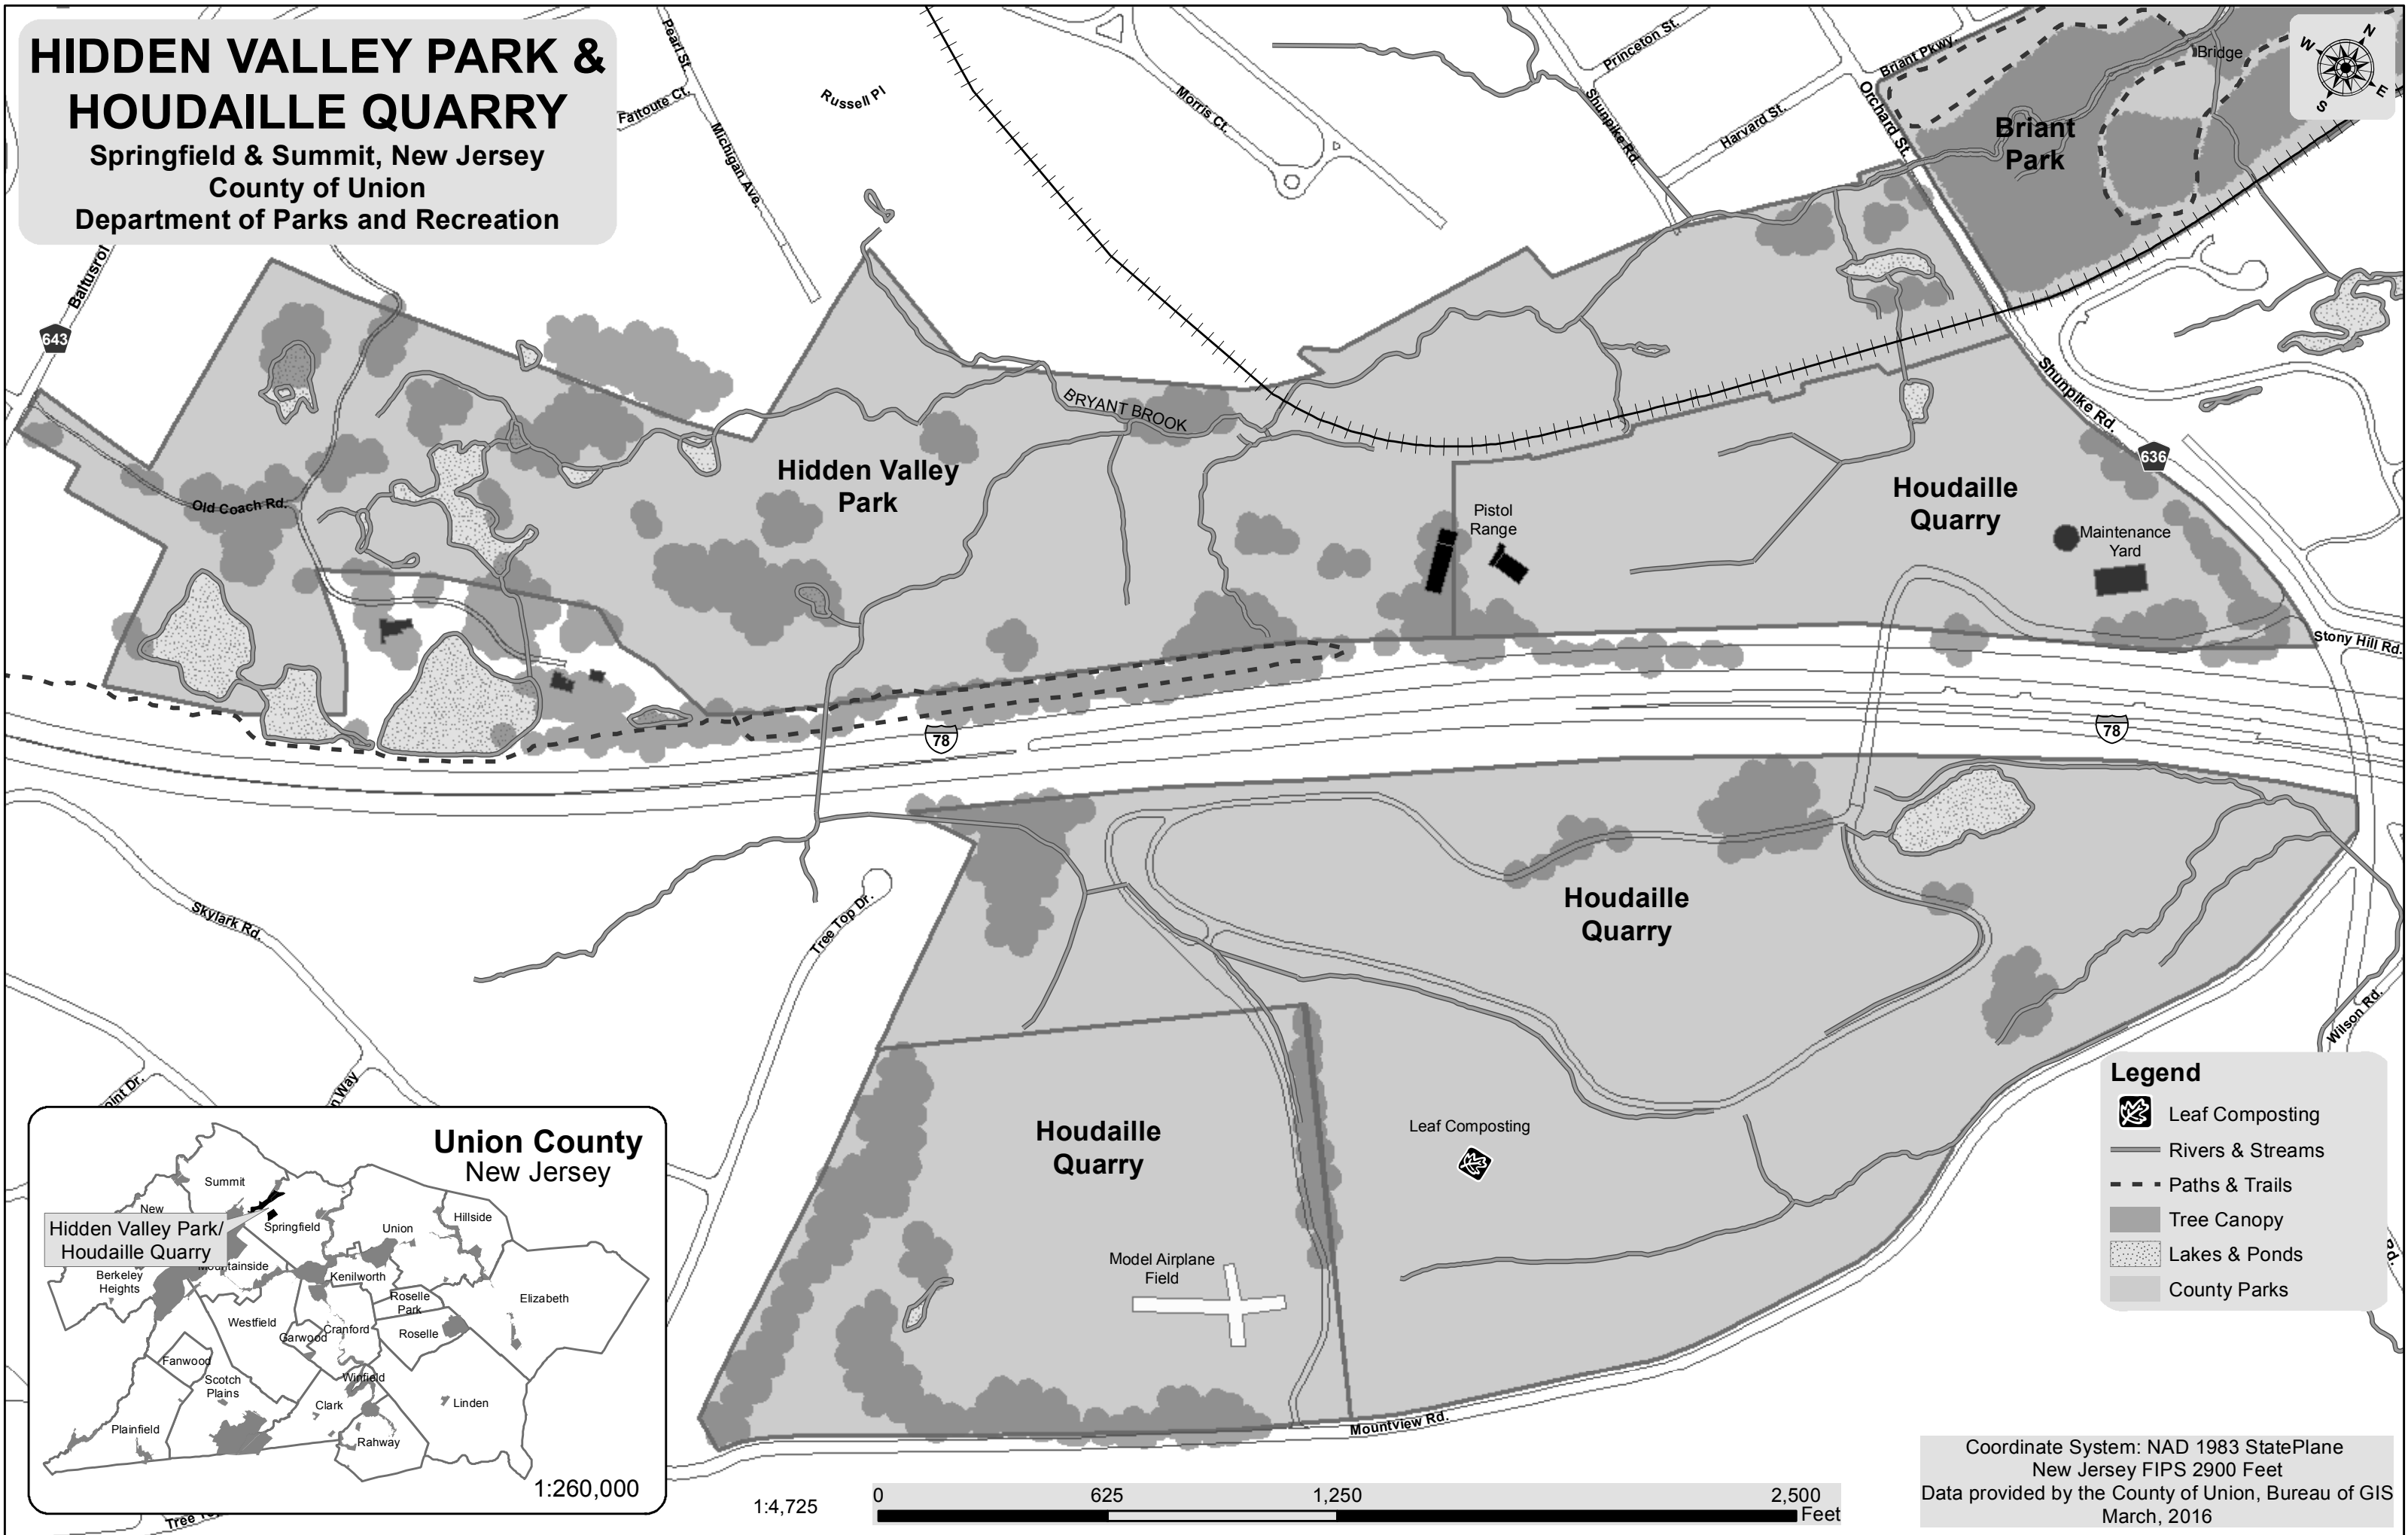 HIDDEN VALLEY PARK &
HOUDAILLE QUARRY
Springfield & Summit, New Jersey
County of Union
Department of Parks and Recreation
Pearl St.
Faltoute Ct.
Michigan Ave.
Russell Pl
Morris Ct.
Princeton St.
Shunpike Rd.
Harvard St.
Briant Pkwy.
Orchard St.
Bridge
Briant
Park
N
W
E
S
Baltusrol
643
Old Coach Rd.
BRYANT BROOK
Hidden Valley
Park
Pistol
Range
Houdaille
Quarry
Shunpike Rd.
636
Maintenance
Yard
Stony Hill Rd.
78
78
Skylark Rd.
Tree Top Dr.
Houdaille
Quarry
Wilson Rd.
oint Dr.
n Way
Houdaille
Quarry
Leaf Composting
Model Airplane
Field
Mountview Rd.
Rd.
Legend
Leaf Composting
Rivers & Streams
Paths & Trails
Tree Canopy
Lakes & Ponds
County Parks
Union County
New Jersey
Summit
New
Hidden Valley Park/
Houdaille Quarry
Springfield
Union
Hillside
Berkeley
Heights
Mountainside
Kenilworth
Roselle
Park
Elizabeth
Westfield
Garwood
Cranford
Roselle
Fanwood
Scotch
Plains
Winfield
Clark
Linden
Plainfield
Rahway
1:260,000
1:4,725
0
625
1,250
2,500
Feet
Coordinate System: NAD 1983 StatePlane
New Jersey FIPS 2900 Feet
Data provided by the County of Union, Bureau of GIS
March, 2016